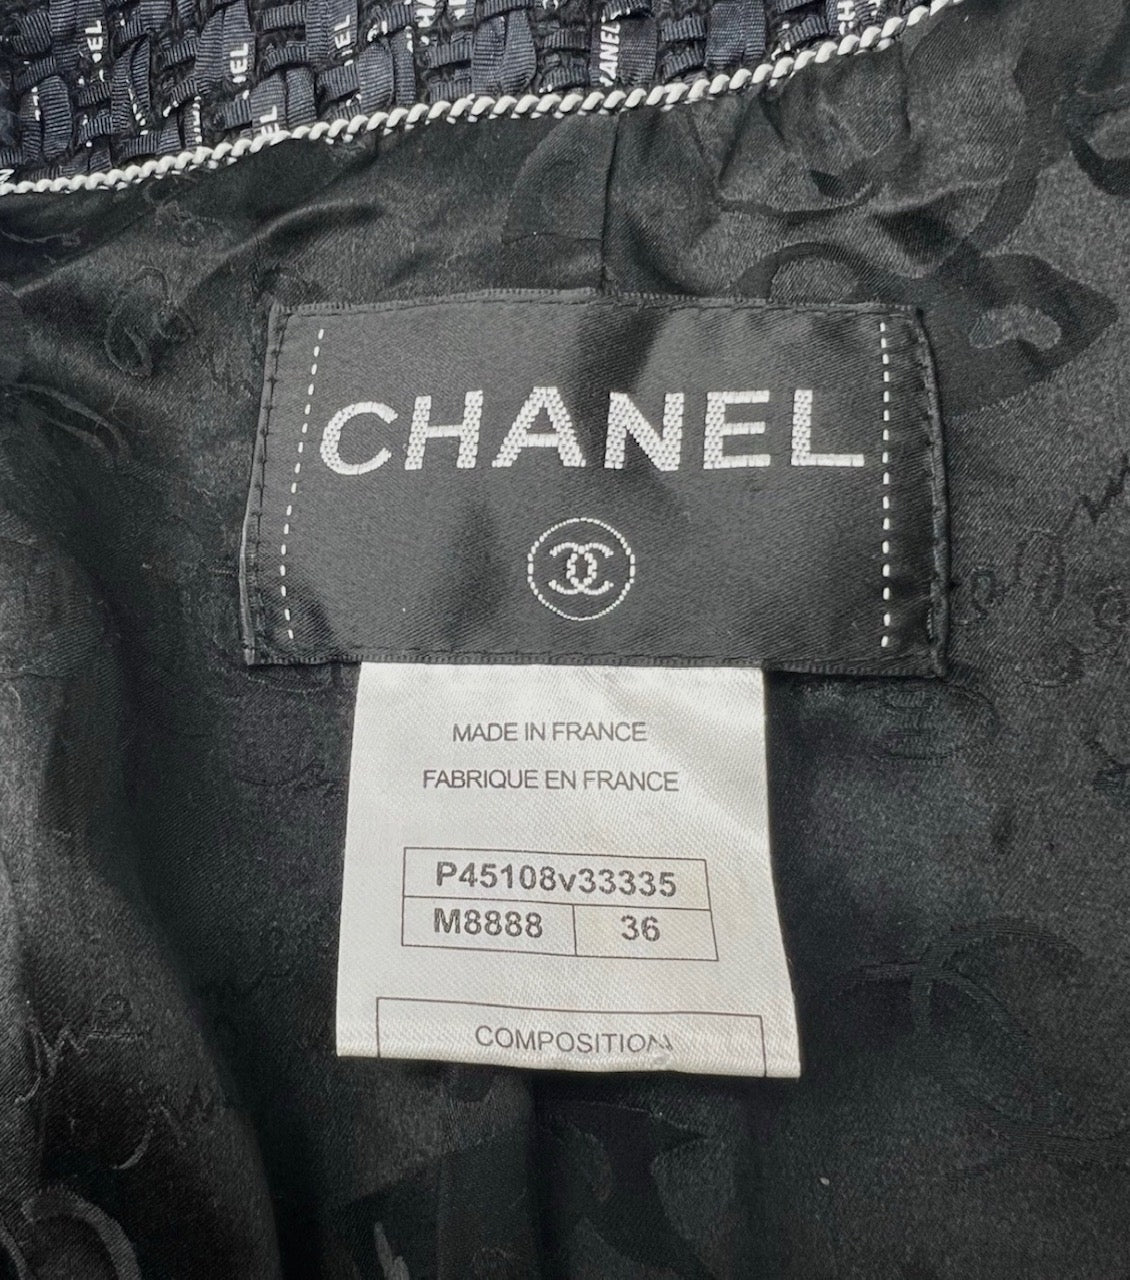 CHANEL
MADE IN FRANCE
FABRIQUE EN FRANCE
P45108v33335
M8888 36
COMPOSITION